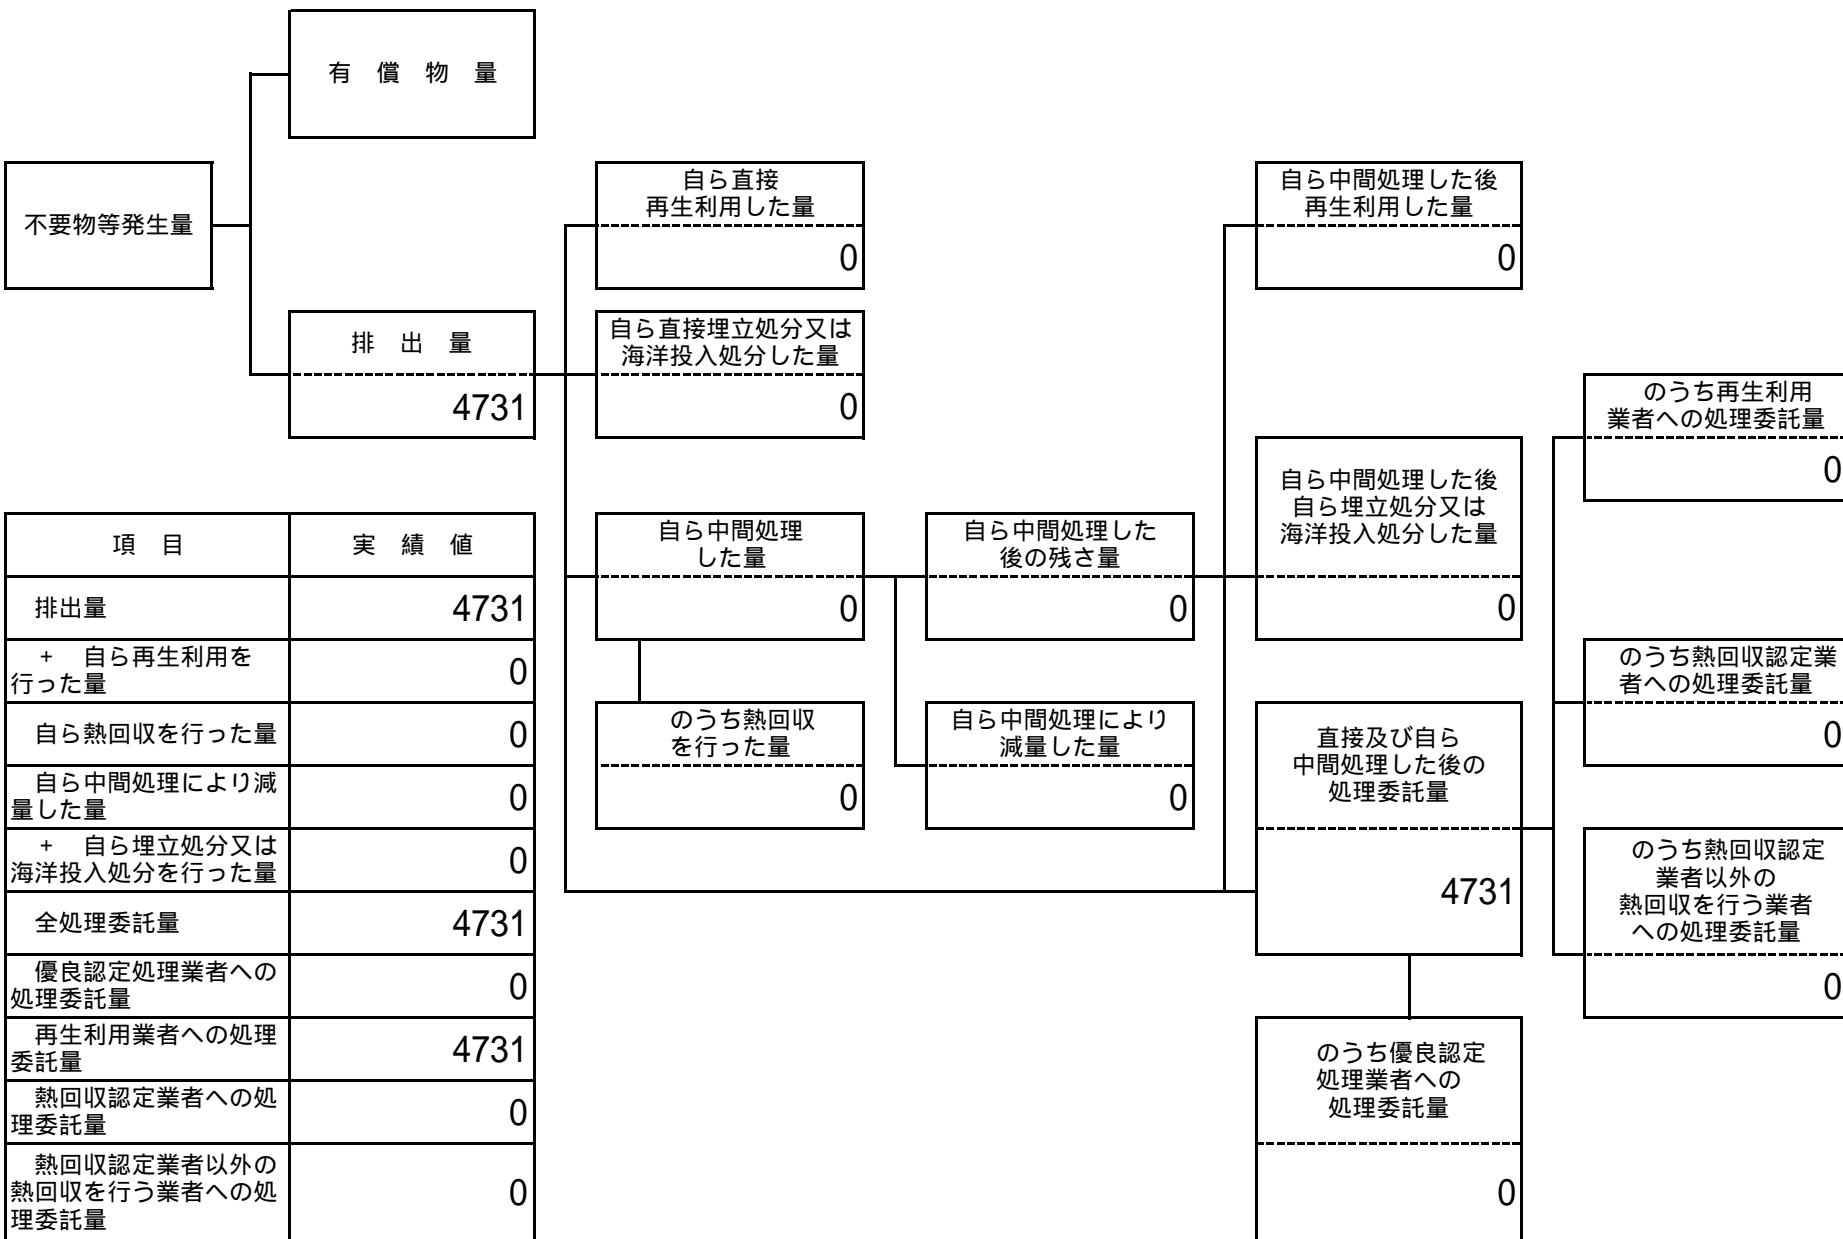 有 償 物 量
不要物等発生量
自ら直接
再生利用した量
0
自ら中間処理した後
再生利用した量
0
排 出 量
4731
自ら直接埋立処分又は
海洋投入処分した量
0
のうち再生利用
業者への処理委託量
0
自ら中間処理した後
自ら埋立処分又は
海洋投入処分した量
0
自ら中間処理
した量
0
自ら中間処理した
後の残さ量
0
のうち熱回収認定業
者への処理委託量
0
のうち熱回収
を行った量
0
自ら中間処理により
減量した量
0
直接及び自ら
中間処理した後の
処理委託量
4731
のうち熱回収認定
業者以外の
熱回収を行う業者
への処理委託量
0
のうち優良認定
処理業者への
処理委託量
0
項 目 実 績 値
排出量 4731
+ 自ら再生利用を
行った量 0
自ら熱回収を行った量 0
自ら中間処理により減
量した量 0
+ 自ら埋立処分又は
海洋投入処分を行った量 0
全処理委託量 4731
優良認定処理業者への
処理委託量 0
再生利用業者への処理
委託量 4731
熱回収認定業者への処
理委託量 0
熱回収認定業者以外の
熱回収を行う業者への処
理委託量 0